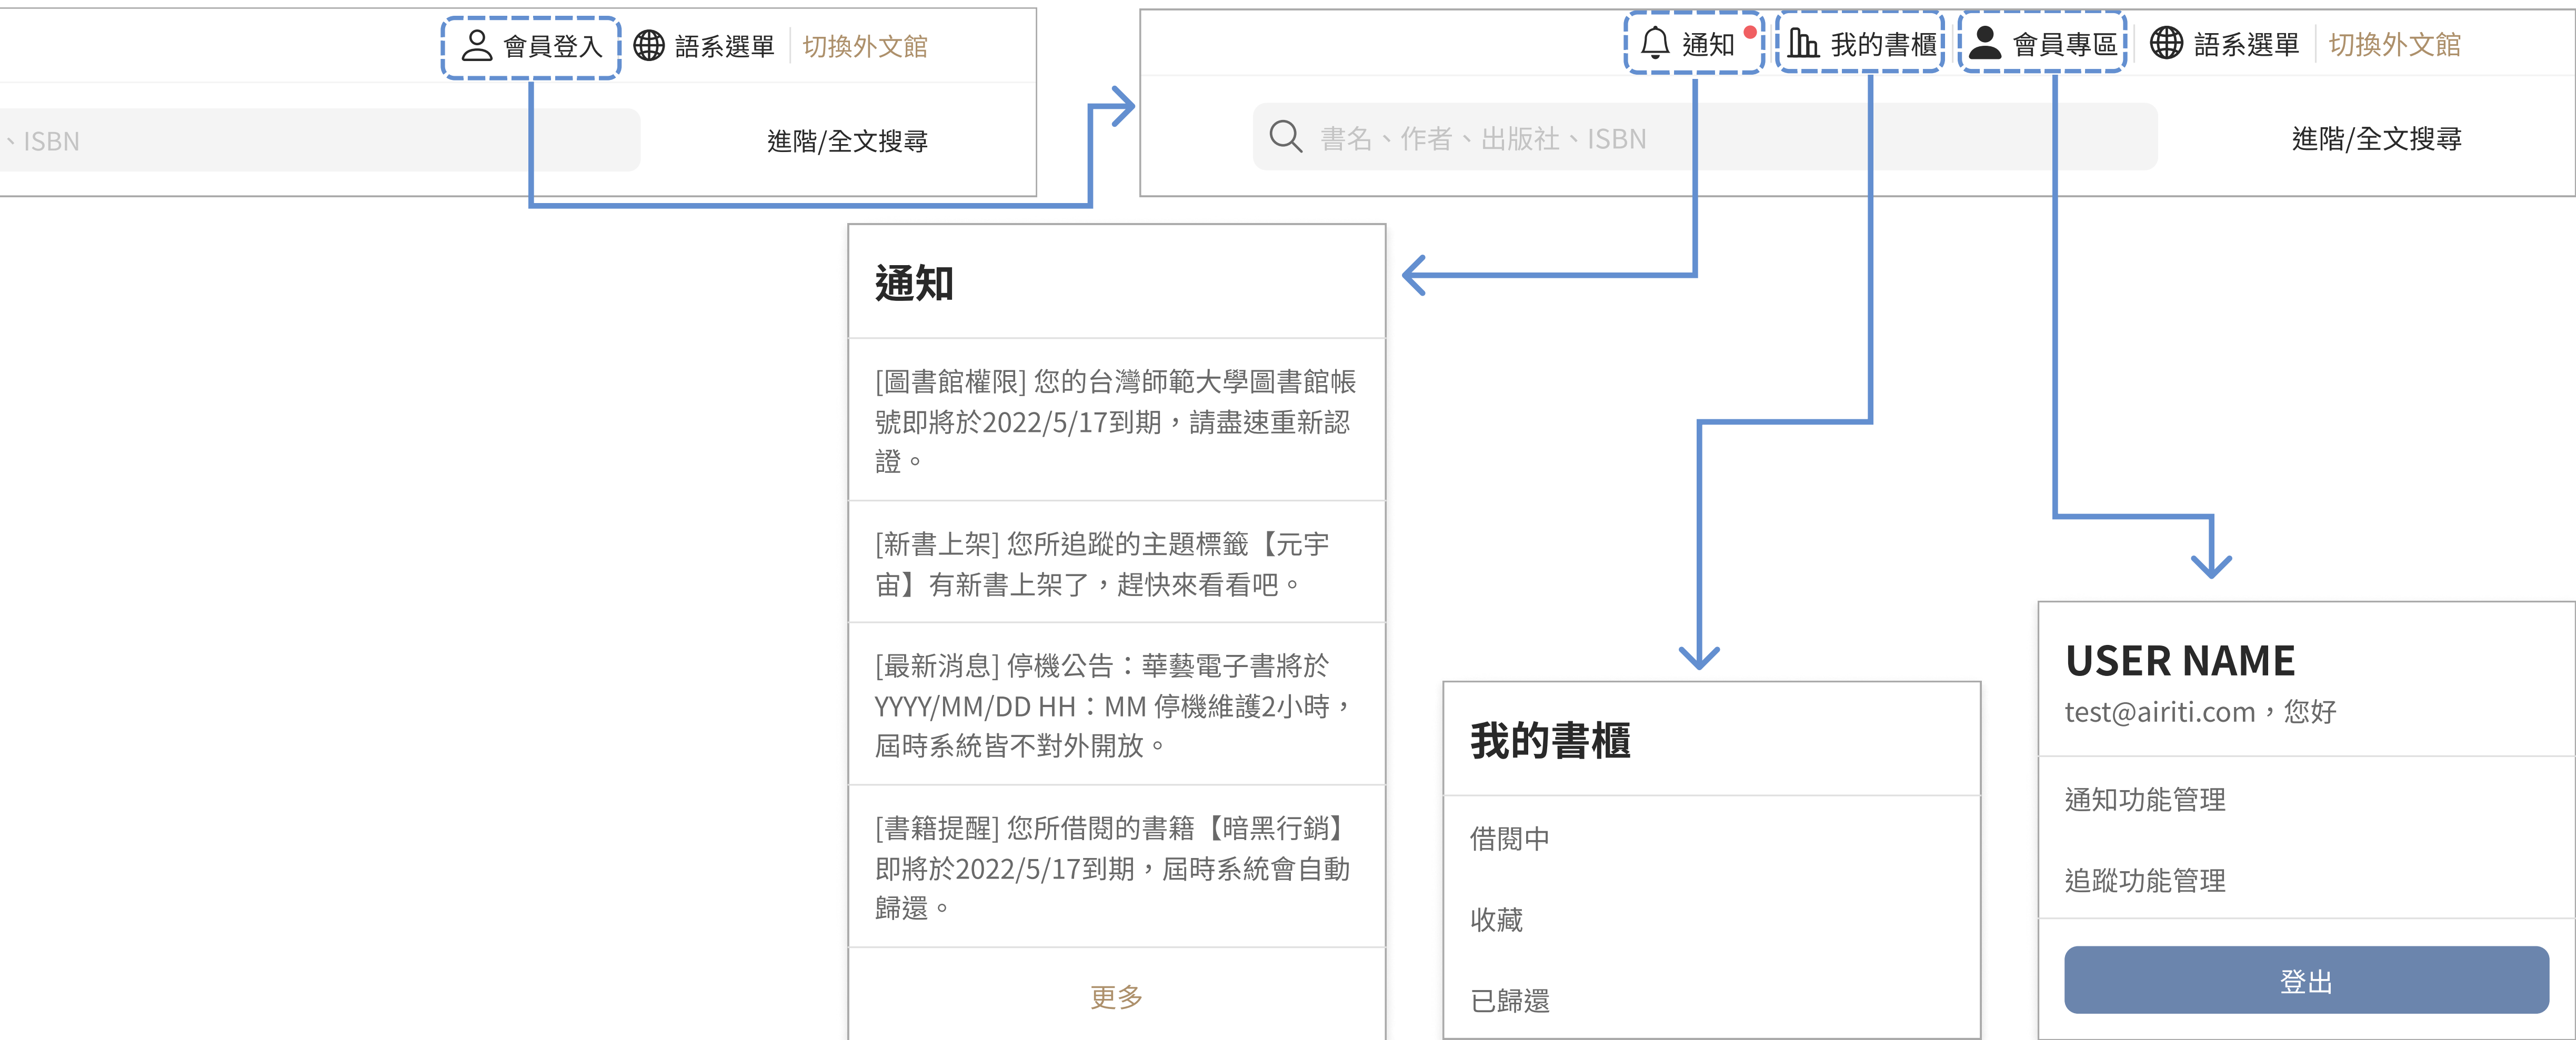 會員登入 語系選單 切換外文館
、ISBN 進階/全文搜尋
通知 我的書櫃 會員專區 語系選單 切換外文館
書名、作者、出版社、ISBN 進階/全文搜尋
通知
[圖書館權限] 您的台灣師範大學圖書館帳
號即將於2022/5/17到期，請盡速重新認
證。
[新書上架] 您所追蹤的主題標籤【元宇
宙】有新書上架了，趕快來看看吧。
[最新消息] 停機公告：華藝電子書將於
YYYY/MM/DD HH：MM 停機維護2小時，
屆時系統皆不對外開放。
[書籍提醒] 您所借閱的書籍【暗黑行銷】
即將於2022/5/17到期，屆時系統會自動
歸還。
更多
我的書櫃
借閱中
收藏
已歸還
USER NAME
test@airiti.com，您好
通知功能管理
追蹤功能管理
登出